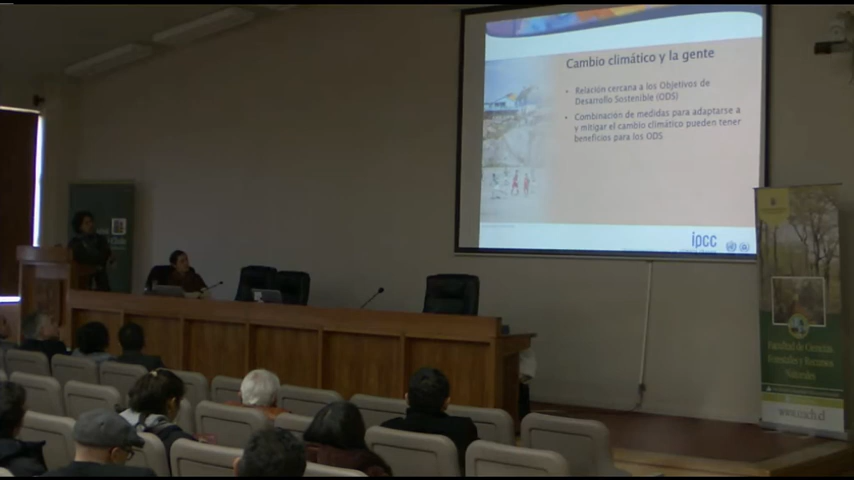 Cambio climático y la gente
• Relación cercana a los Objetivos de
Desarrollo Sostenible (ODS)
• Combinación de medidas para adaptarse a
y mitigar el cambio climático pueden tener
beneficios para los ODS
ipcc
Facultad de Ciencias
Forestales y Recursos
Naturales